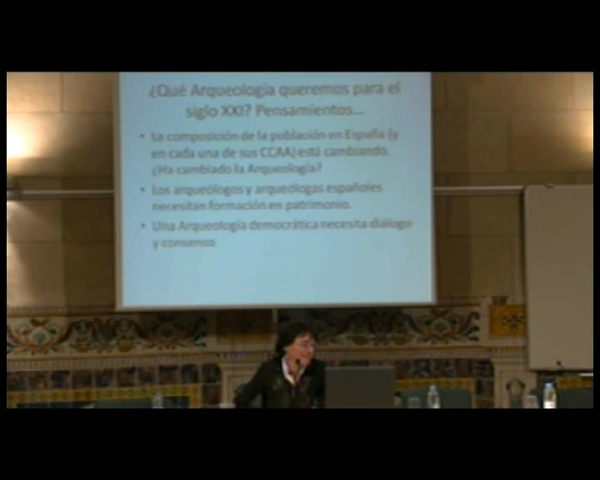 ¿Qué Arqueología queremos para el
siglo XXI? Pensamientos...
• La composición de la población en España (y
en cada una de sus CCAA) está cambiando.
¿Ha cambiado la Arqueología?
• Los arqueólogos y arqueólogas españoles
necesitan formación en patrimonio.
• Una Arqueología democrática necesita dialogo
y consenso